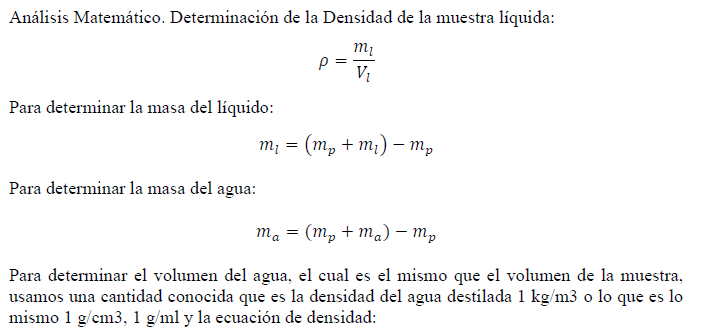 Análisis Matemático. Determinación de la Densidad de la muestra líquida:
ρ = m_l / V_l
Para determinar la masa del líquido:
m_l = (m_p + m_l) − m_p
Para determinar la masa del agua:
m_a = (m_p + m_a) − m_p
Para determinar el volumen del agua, el cual es el mismo que el volumen de la muestra,
usamos una cantidad conocida que es la densidad del agua destilada 1 kg/m3 o lo que es lo
mismo 1 g/cm3, 1 g/ml y la ecuación de densidad: